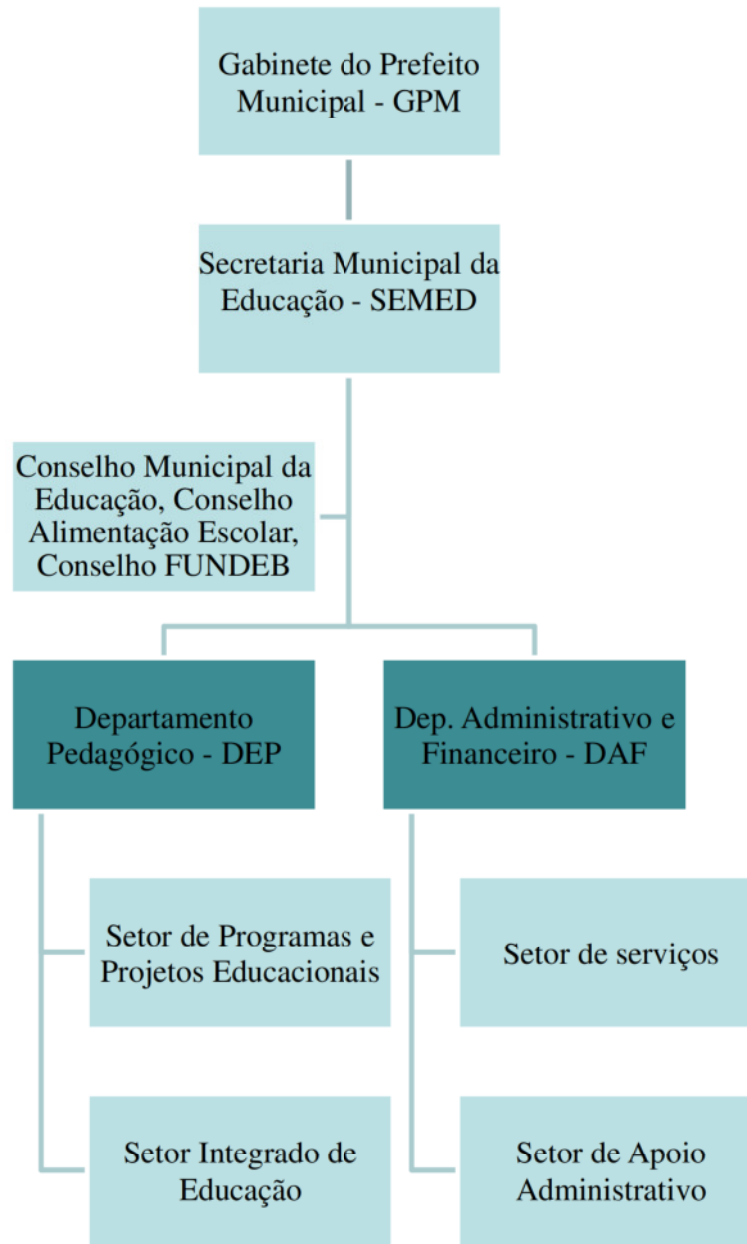 Gabinete do Prefeito
Municipal - GPM
Secretaria Municipal da
Educação - SEMED
Conselho Municipal da
Educação, Conselho
Alimentação Escolar,
Conselho FUNDEB
Departamento
Pedagógico - DEP
Dep. Administrativo e
Financeiro - DAF
Setor de Programas e
Projetos Educacionais
Setor de serviços
Setor Integrado de
Educação
Setor de Apoio
Administrativo